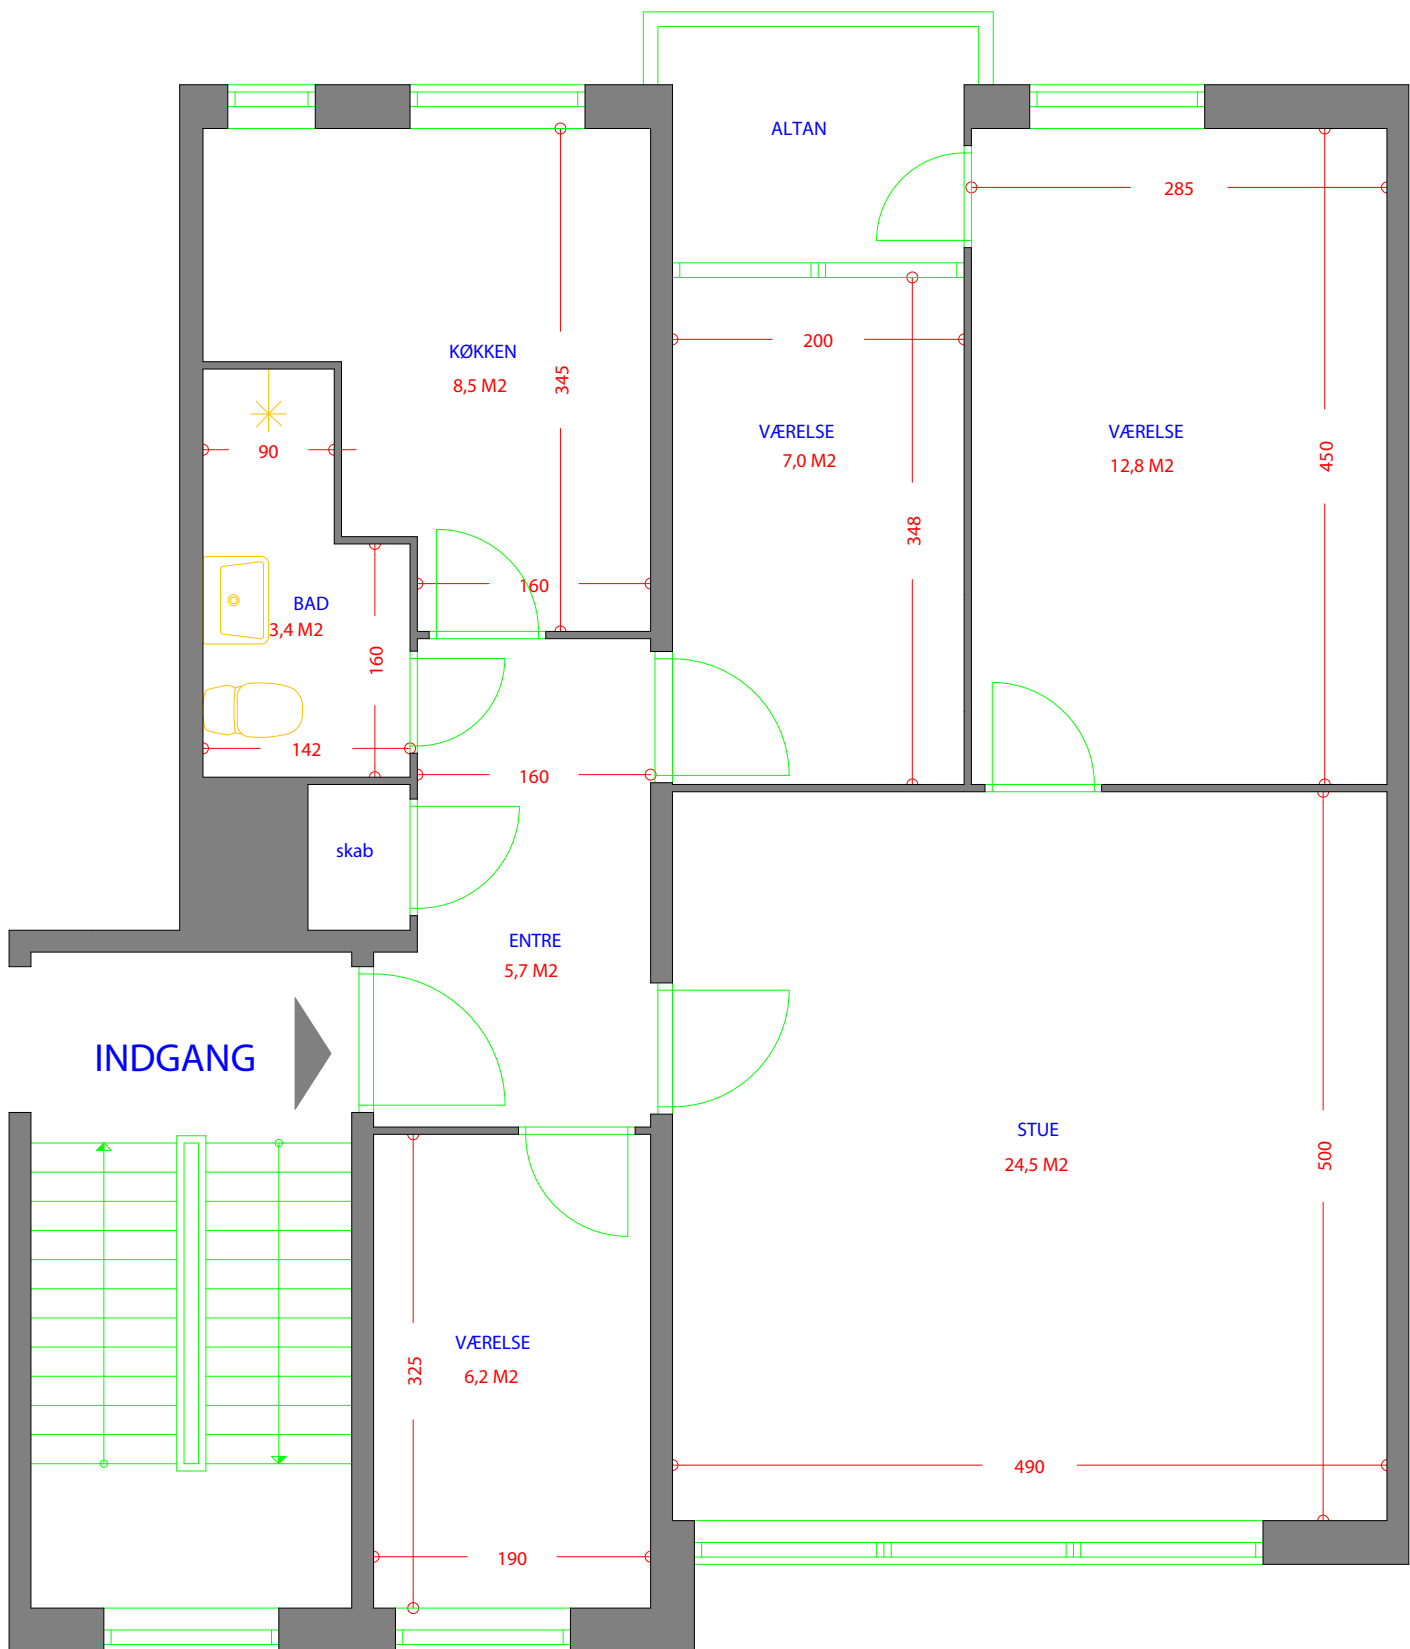 ALTAN
285
200
KØKKEN
8,5 M2
345
VÆRELSE
7,0 M2
VÆRELSE
12,8 M2
450
90
348
160
BAD
3,4 M2
160
142
160
skab
ENTRE
5,7 M2
INDGANG
STUE
24,5 M2
500
VÆRELSE
6,2 M2
325
490
190